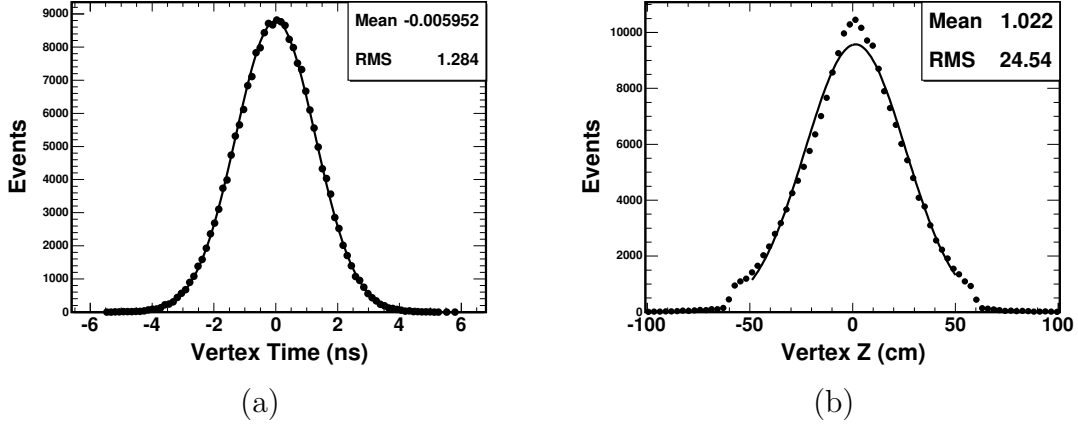 Mean -0.005952
RMS 1.284
9000
8000
7000
6000
5000
4000
3000
2000
1000
0
Events
-6 -4 -2 0 2 4 6
Vertex Time (ns)
(a)
Mean 1.022
RMS 24.54
10000
8000
6000
4000
2000
0
Events
-100 -50 0 50 100
Vertex Z (cm)
(b)